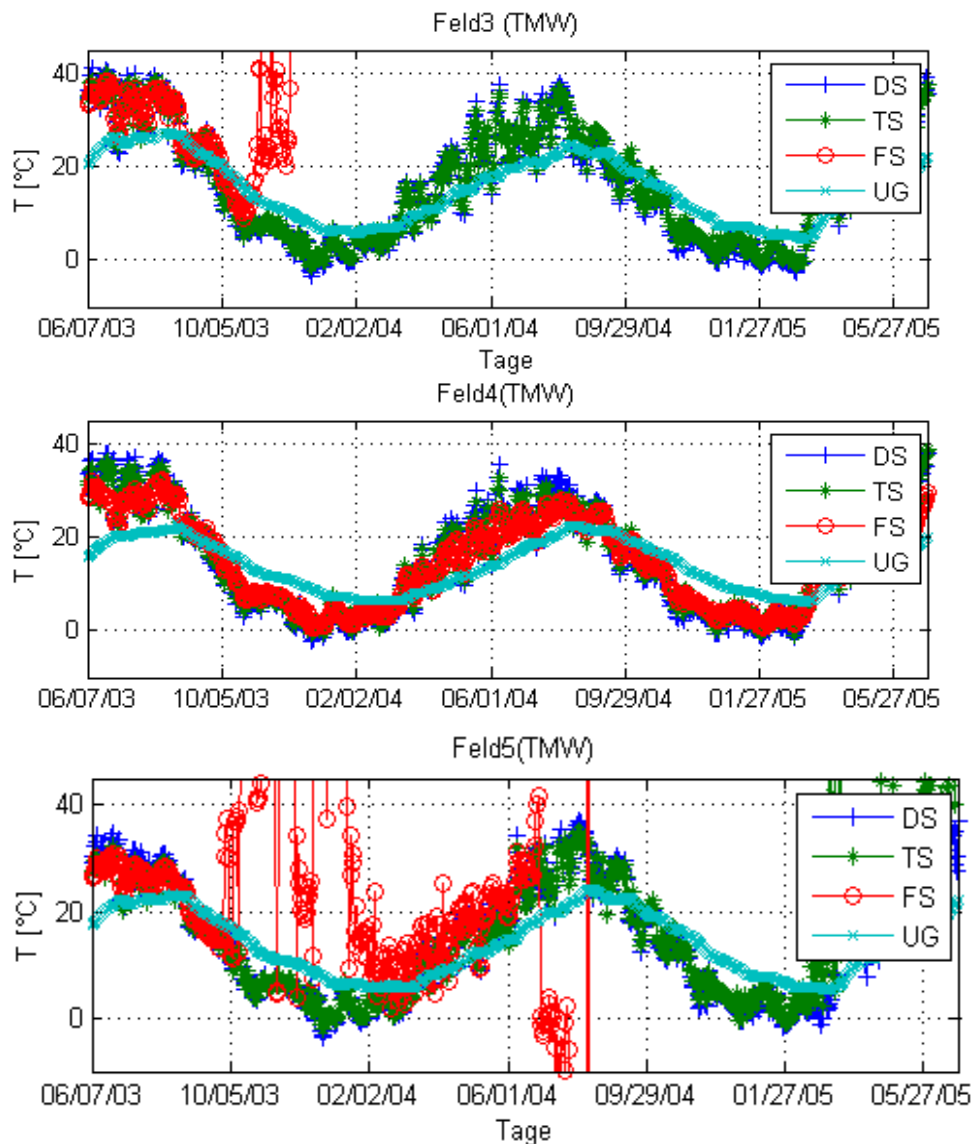 Feld3 (TMW)
T [°C]
40
20
0
DS
TS
FS
UG
06/07/03 10/05/03 02/02/04 06/01/04 09/29/04 01/27/05 05/27/05
Tage
Feld4(TMW)
T [°C]
40
20
0
DS
TS
FS
UG
06/07/03 10/05/03 02/02/04 06/01/04 09/29/04 01/27/05 05/27/05
Feld5(TMW)
T [°C]
40
20
0
DS
TS
FS
UG
06/07/03 10/05/03 02/02/04 06/01/04 09/29/04 01/27/05 05/27/05
Tage